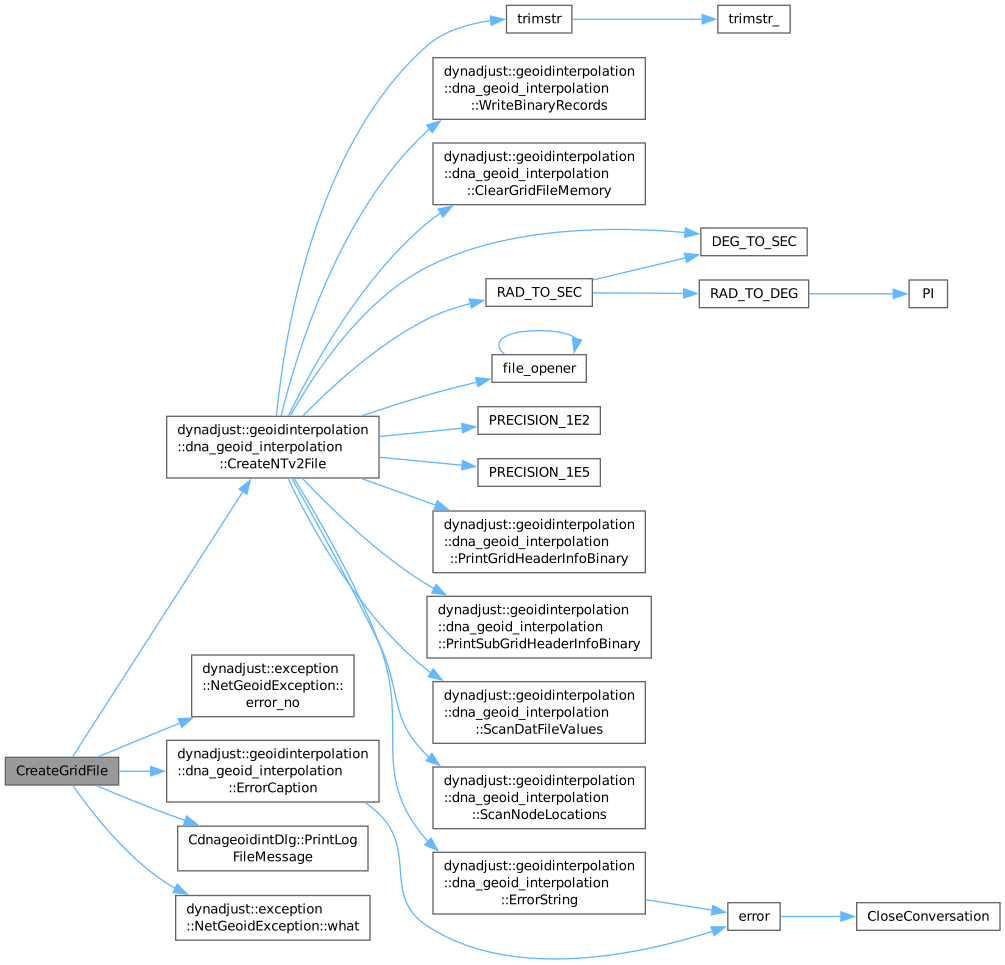 trimstr
trimstr_
dynadjust::geoidinterpolation
::dna_geoid_interpolation
::WriteBinaryRecords
dynadjust::geoidinterpolation
::dna_geoid_interpolation
::ClearGridFileMemory
DEG_TO_SEC
RAD_TO_SEC
RAD_TO_DEG
PI
file_opener
PRECISION_1E2
dynadjust::geoidinterpolation
::dna_geoid_interpolation
::CreateNTv2File
PRECISION_1E5
dynadjust::geoidinterpolation
::dna_geoid_interpolation
::PrintGridHeaderInfoBinary
dynadjust::geoidinterpolation
::dna_geoid_interpolation
::PrintSubGridHeaderInfoBinary
dynadjust::exception
::NetGeoidException::
error_no
dynadjust::geoidinterpolation
::dna_geoid_interpolation
::ScanDatFileValues
CreateGridFile
dynadjust::geoidinterpolation
::dna_geoid_interpolation
::ErrorCaption
dynadjust::geoidinterpolation
::dna_geoid_interpolation
::ScanNodeLocations
CdnageoidintDlg::PrintLog
FileMessage
dynadjust::geoidinterpolation
::dna_geoid_interpolation
::ErrorString
dynadjust::exception
::NetGeoidException::what
error
CloseConversation